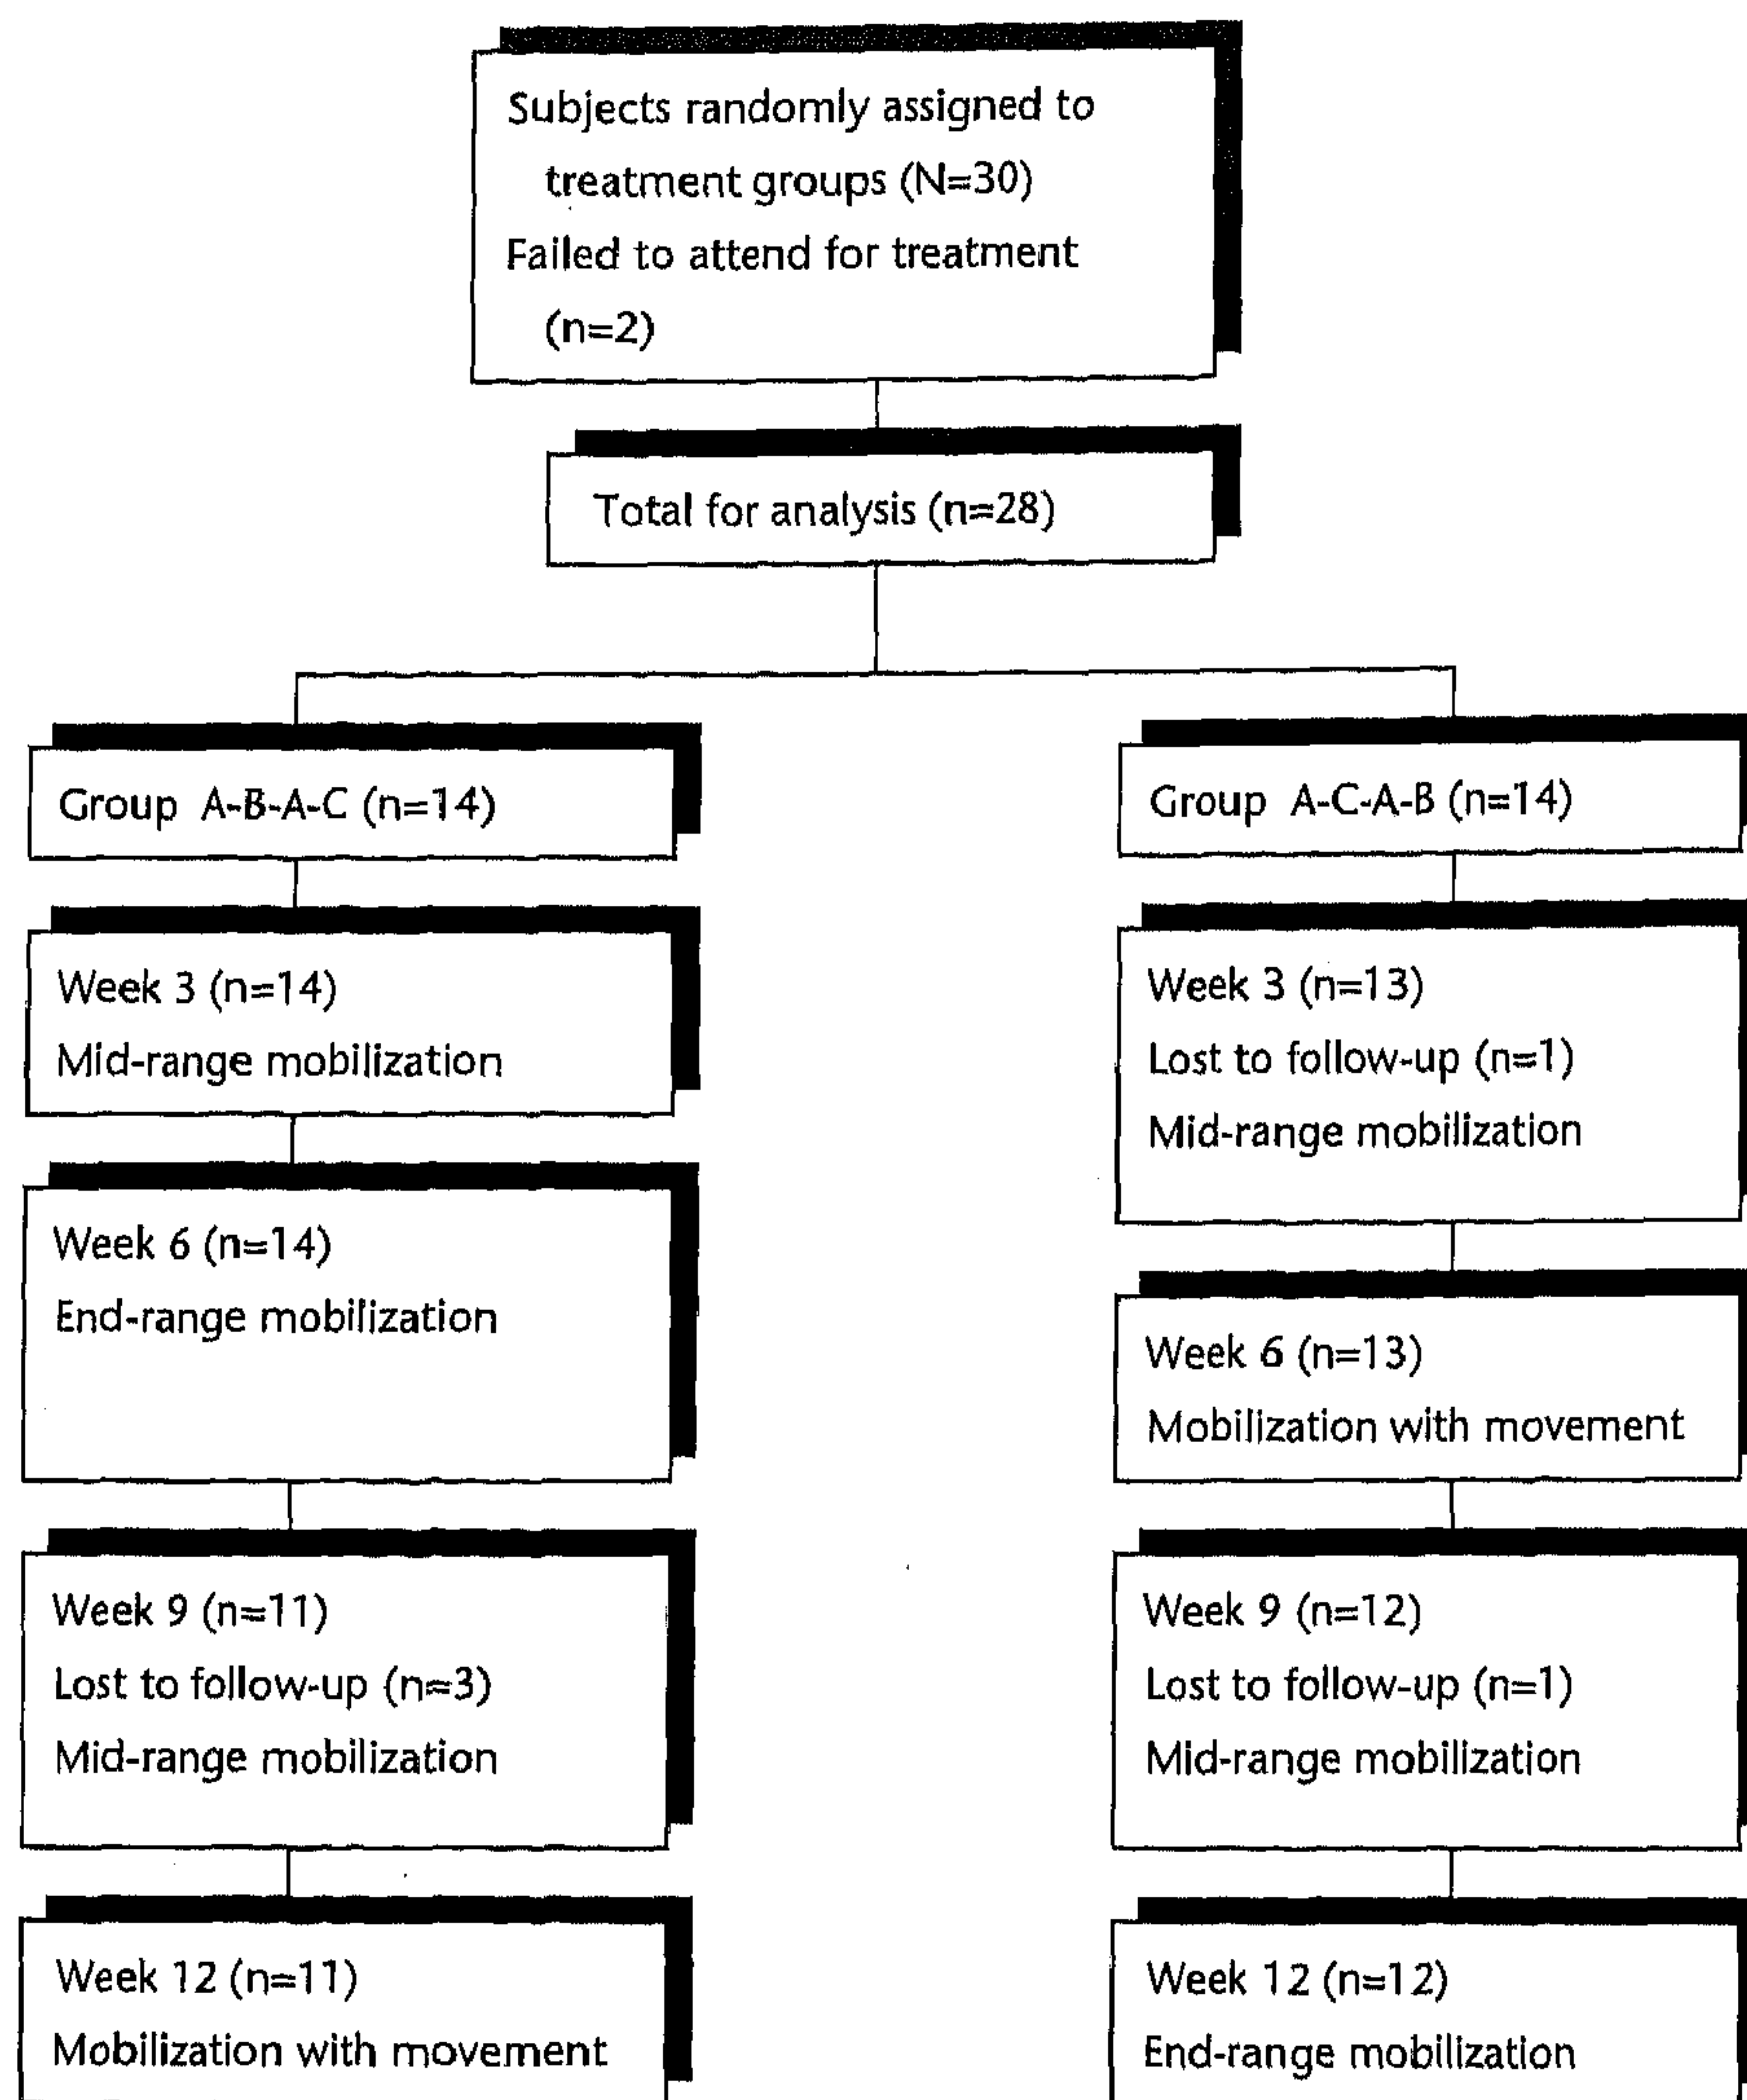 Subjects randomly assigned to
treatment groups (N=30)
Failed to attend for treatment
(n=2)
Total for analysis (n=28)
Group A-B-A-C (n=14)
Week 3 (n=14)
Mid-range mobilization
Week 6 (n=14)
End-range mobilization
Week 9 (n=11)
Lost to follow-up (n=3)
Mid-range mobilization
Week 12 (n=11)
Mobilization with movement
Group A-C-A-B (n=14)
Week 3 (n=13)
Lost to follow-up (n=1)
Mid-range mobilization
Week 6 (n=13)
Mobilization with movement
Week 9 (n=12)
Lost to follow-up (n=1)
Mid-range mobilization
Week 12 (n=12)
End-range mobilization